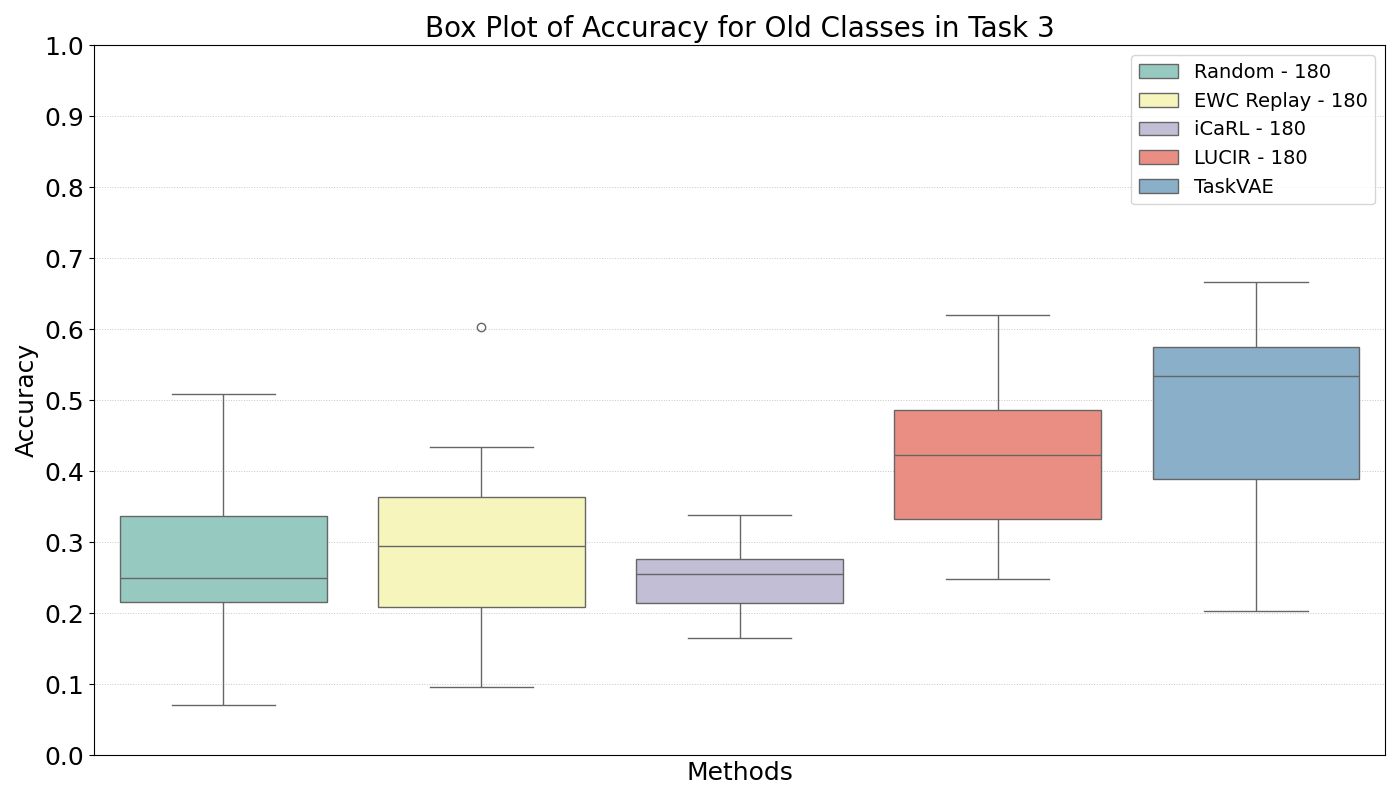 Box Plot of Accuracy for Old Classes in Task 3
1.0
0.9
0.8
0.7
0.6
0.5
0.4
0.3
0.2
0.1
0.0
Accuracy
Methods
Random - 180
EWC Replay - 180
iCaRL - 180
LUCIR - 180
TaskVAE